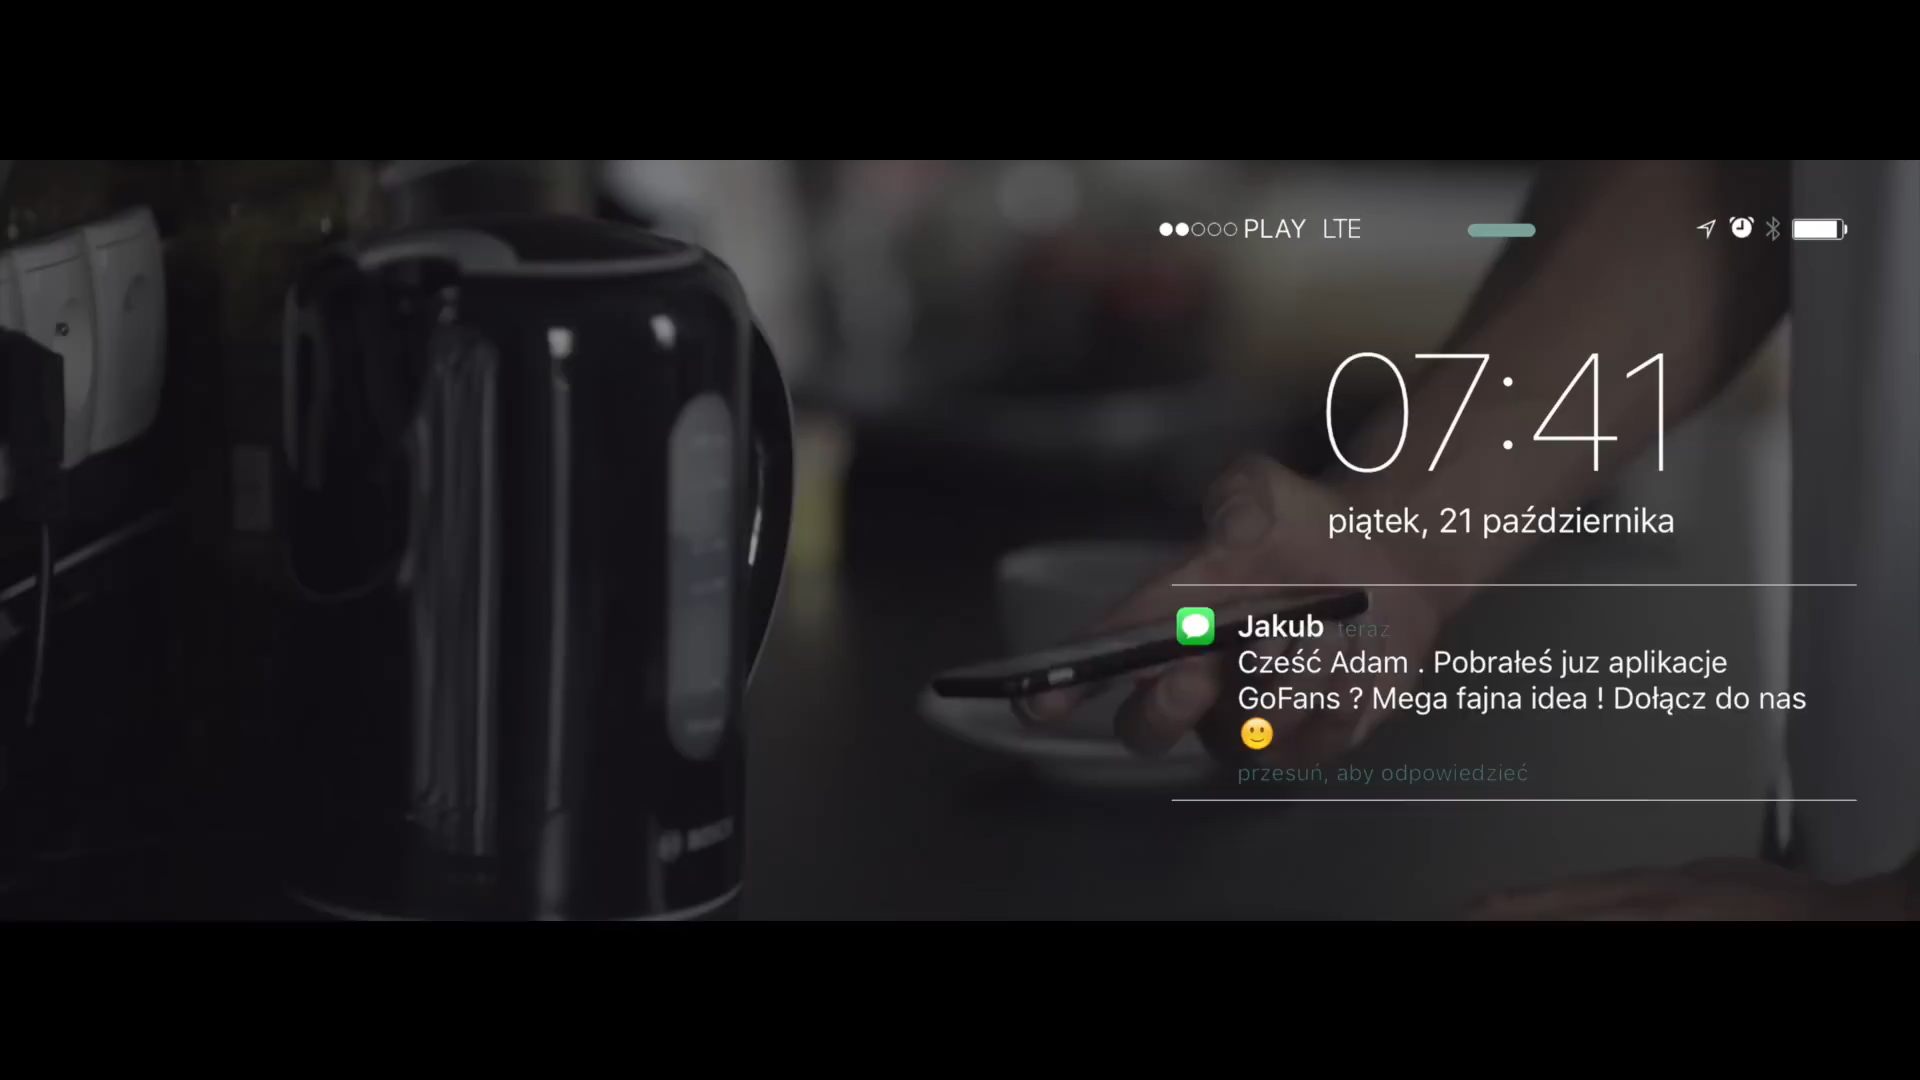 PLAY LTE
07:41
piątek, 21 października
Jakub teraz
Cześć Adam . Pobrałeś juz aplikacje
GoFans ? Mega fajna idea ! Dołącz do nas
🙂
przesuń, aby odpowiedzieć
BOSCH